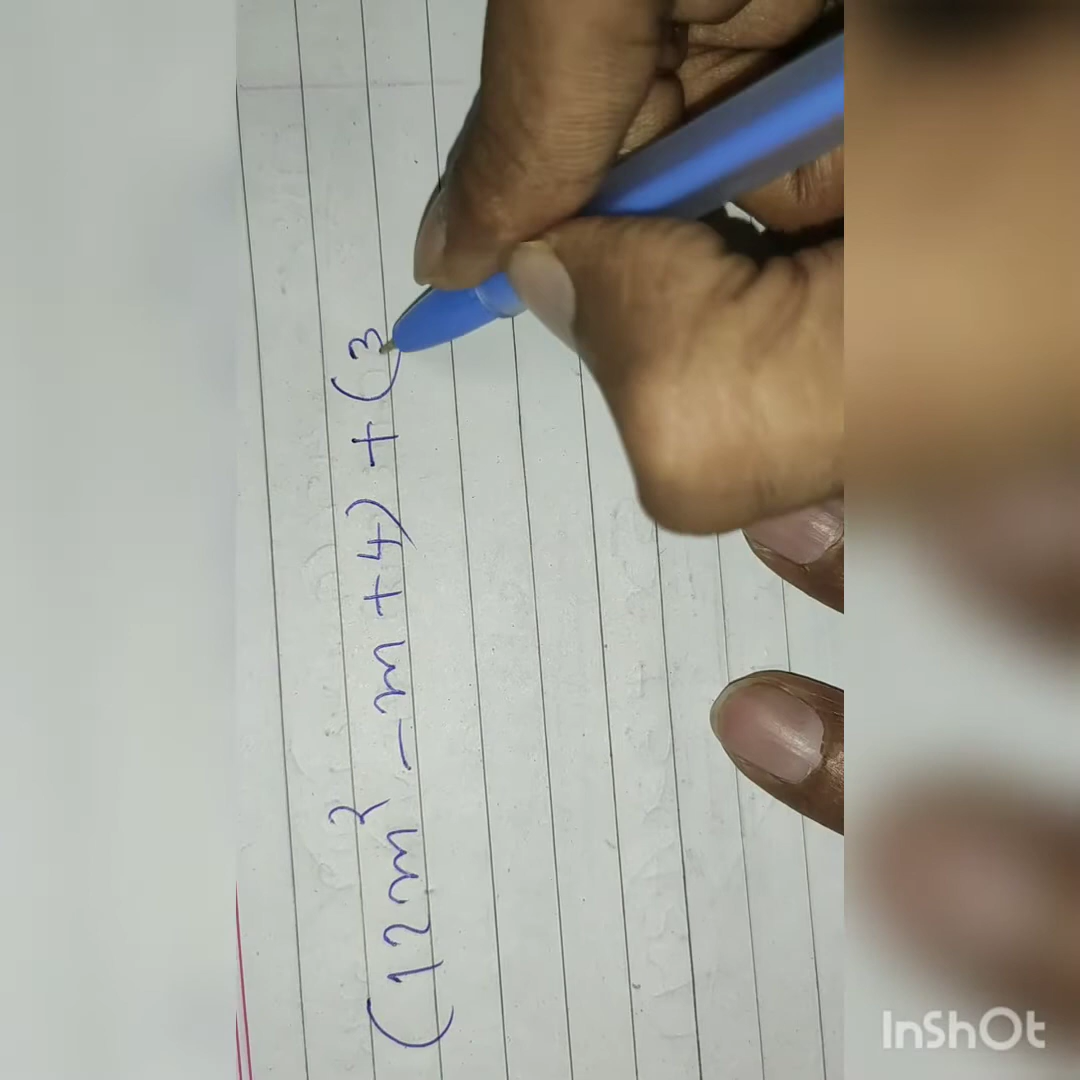 (12m² - m + 4) + (3
InShOt